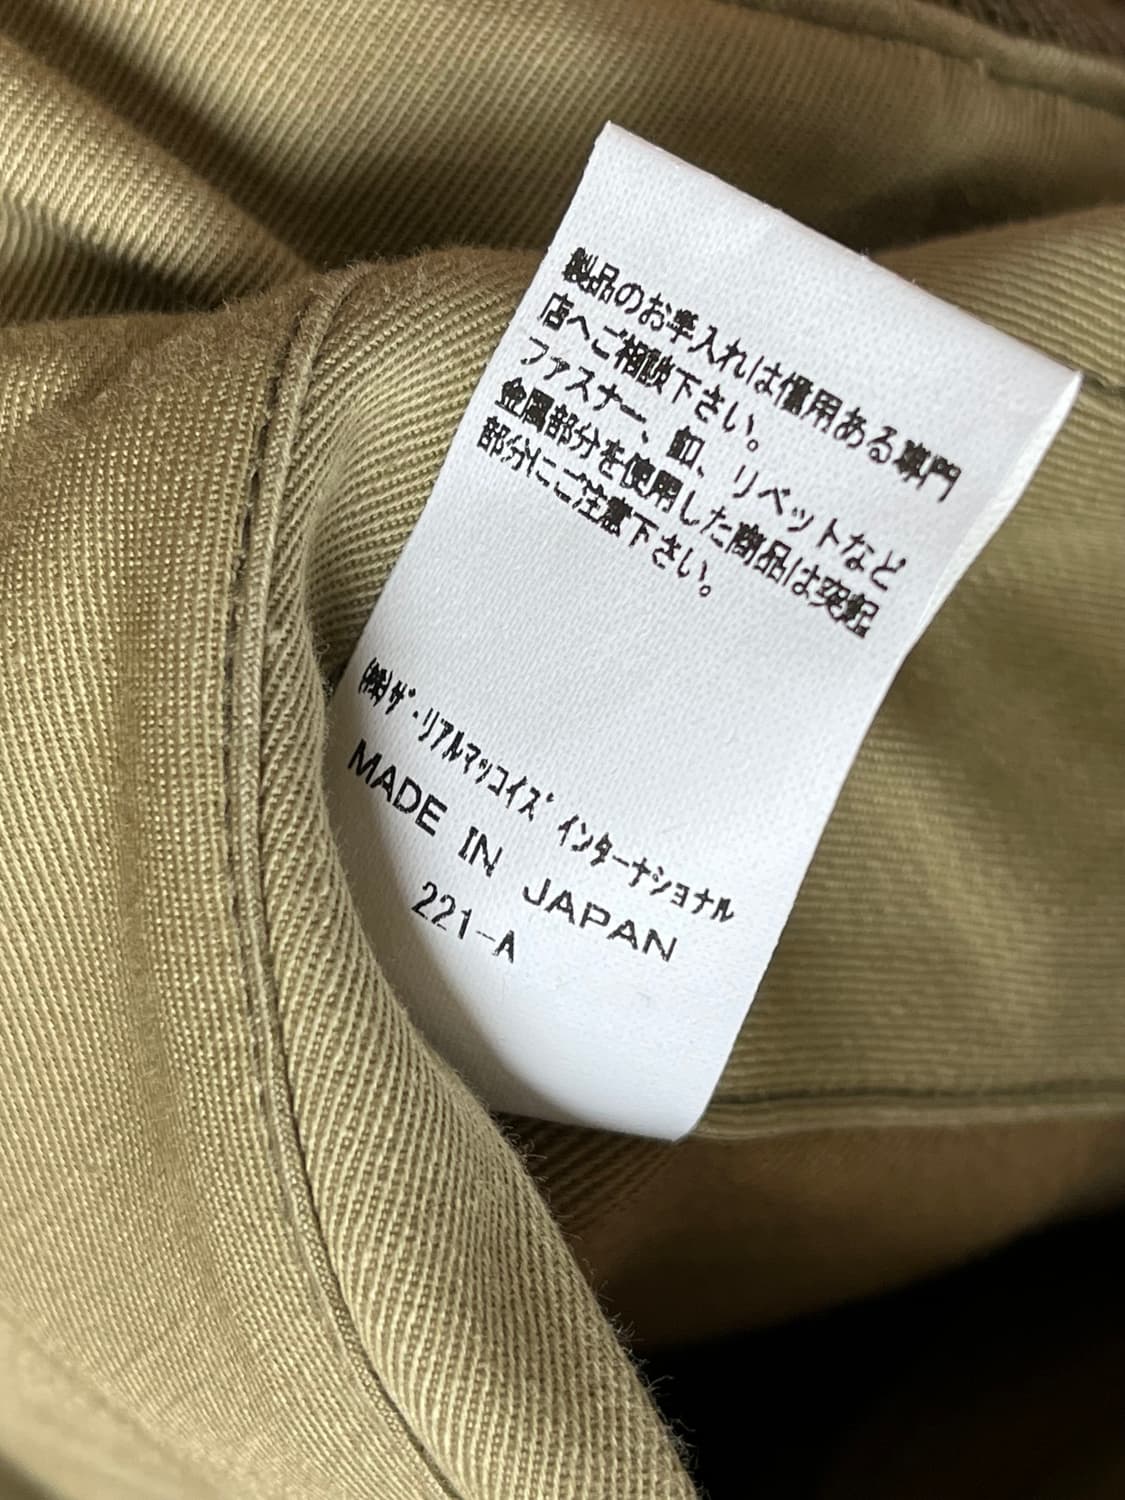 製品のお手入れは信用ある専門
店へご相談下さい。
ファスナー、釦、リベットなど
金属部分を使用した商品は突起
部分にご注意下さい。
㈱ｻﾞ･ﾘｱﾙﾏｯｺｲｽﾞ ｲﾝﾀｰﾅｼｮﾅﾙ
MADE IN JAPAN
221-A